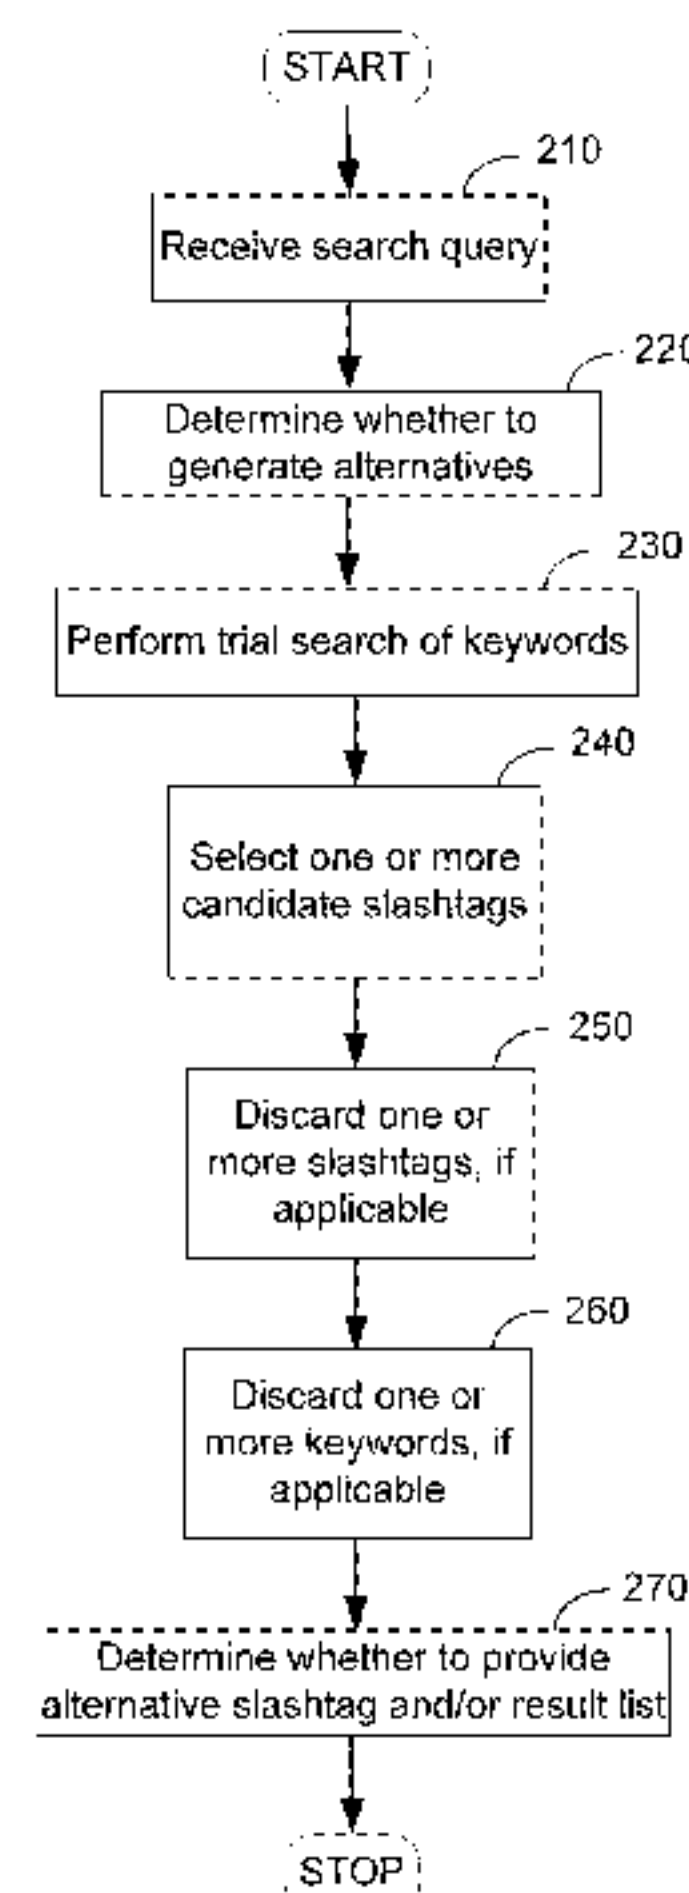 START
210
Receive search query
220
Determine whether to
generate alternatives
230
Perform trial search of keywords
240
Select one or more
candidate slashtags
250
Discard one or
more slashtags, if
applicable
260
Discard one or
more keywords, if
applicable
270
Determine whether to provide
alternative slashtag and/or result list
STOP